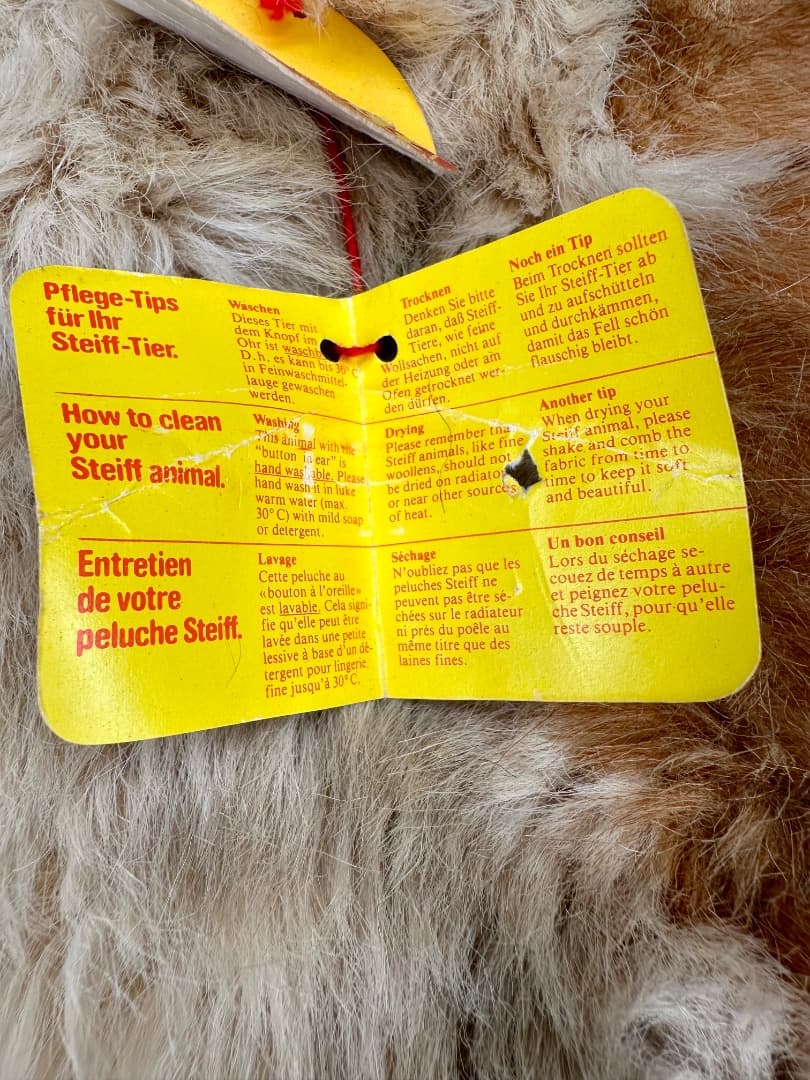 Pflege-Tips
für Ihr
Steiff-Tier.
Waschen
Dieses Tier mit
dem Knopf im
Ohr ist waschb
D.h. es kann bis 30° C
in Feinwaschmittel-
lauge gewaschen
werden.
Trocknen
Denken Sie bitte
daran, daß Steiff-
Tiere, wie feine
Wollsachen, nicht auf
der Heizung oder am
Ofen getrocknet wer-
den dürfen.
Noch ein Tip
Beim Trocknen sollten
Sie Ihr Steiff-Tier ab
und zu aufschütteln
und durchkämmen,
damit das Fell schön
flauschig bleibt.
How to clean
your
Steiff animal.
Washing
This animal with the
"button in ear" is
hand washable. Please
hand wash it in luke
warm water (max.
30° C) with mild soap
or detergent.
Drying
Please remember tha
Steiff animals, like fine
woollens, should not
be dried on radiator
or near other sources
of heat.
Another tip
When drying your
Steiff animal, please
shake and comb the
fabric from time to
time to keep it soft
and beautiful.
Entretien
de votre
peluche Steiff.
Lavage
Cette peluche au
«bouton à l'oreille»
est lavable. Cela signi-
fie qu'elle peut être
lavée dans une petite
lessive à base d'un dé-
tergent pour lingerie
fine jusqu'à 30° C.
Séchage
N'oubliez pas que les
peluches Steiff ne
peuvent pas être sé-
chées sur le radiateur
ni près du poêle au
même titre que des
laines fines.
Un bon conseil
Lors du séchage se-
couez de temps à autre
et peignez votre pelu-
che Steiff, pour qu'elle
reste souple.